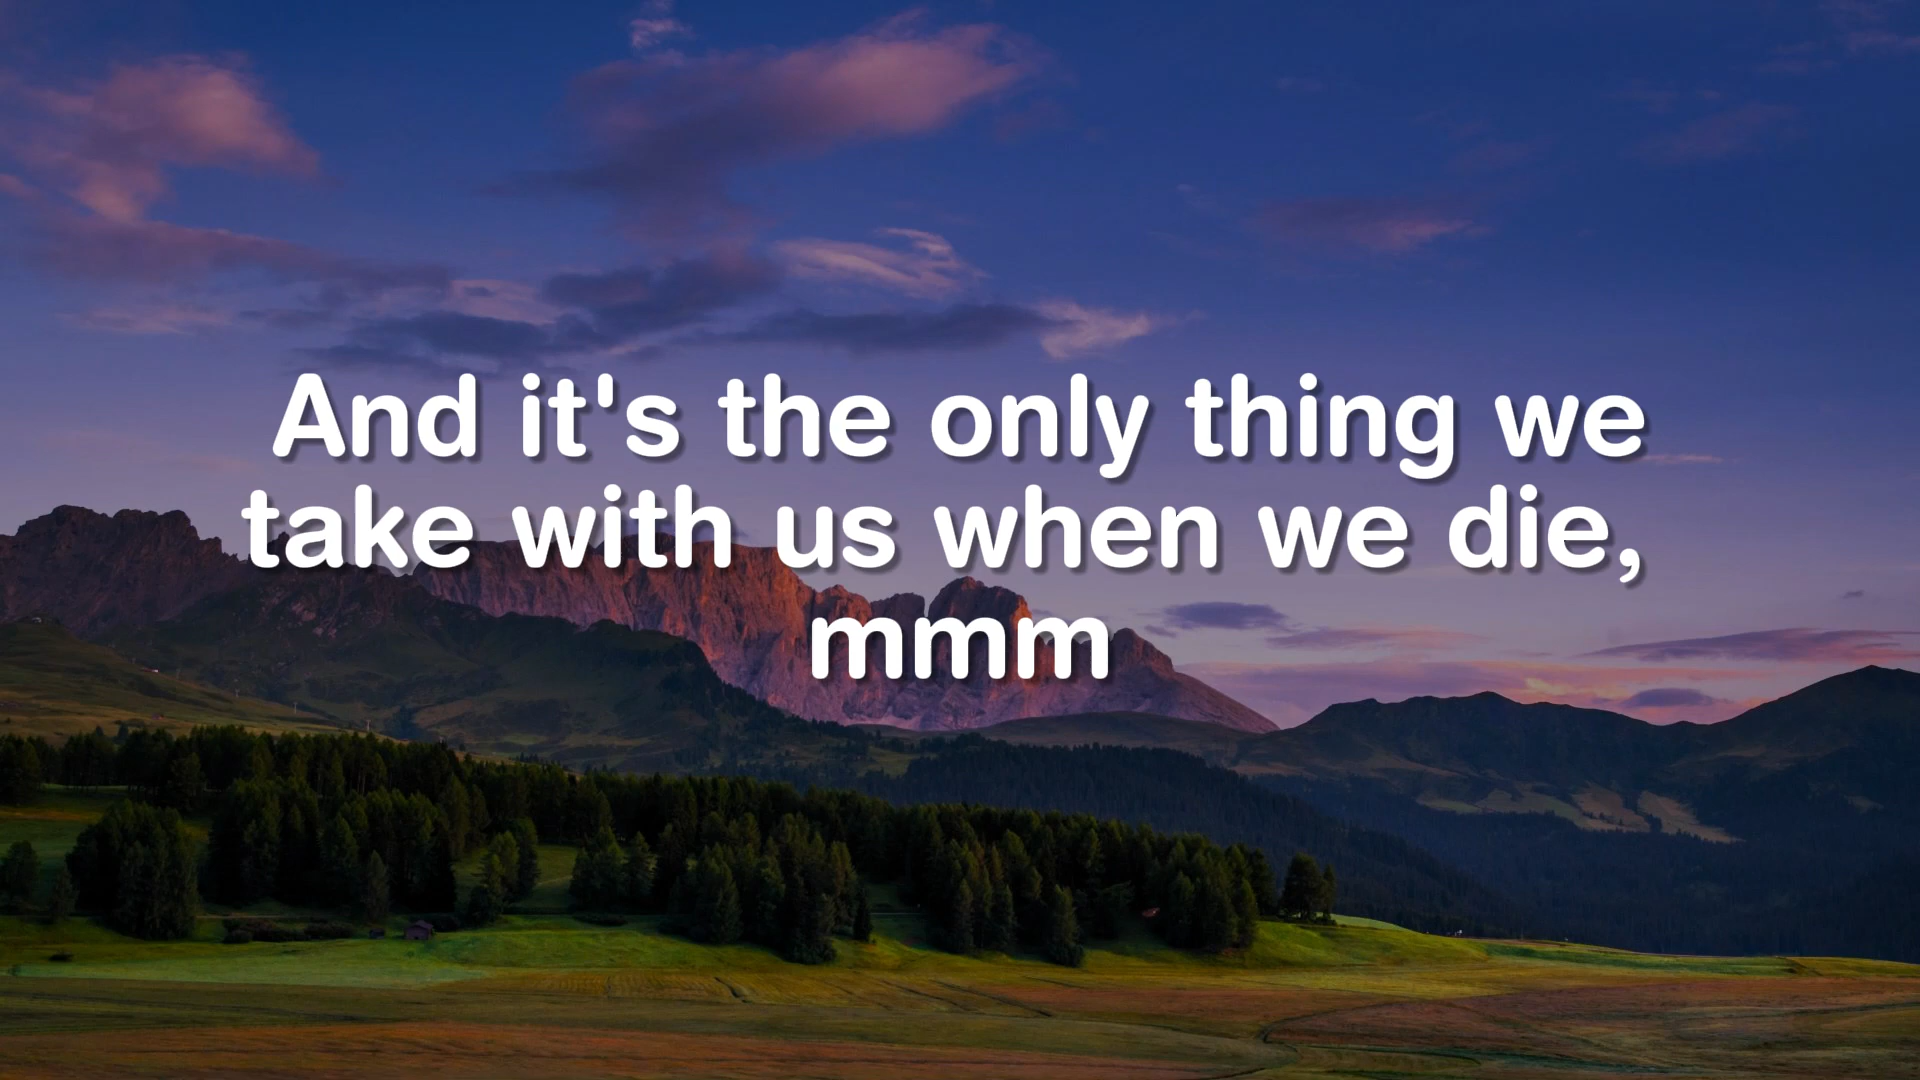 And it's the only thing we
take with us when we die,
mmm